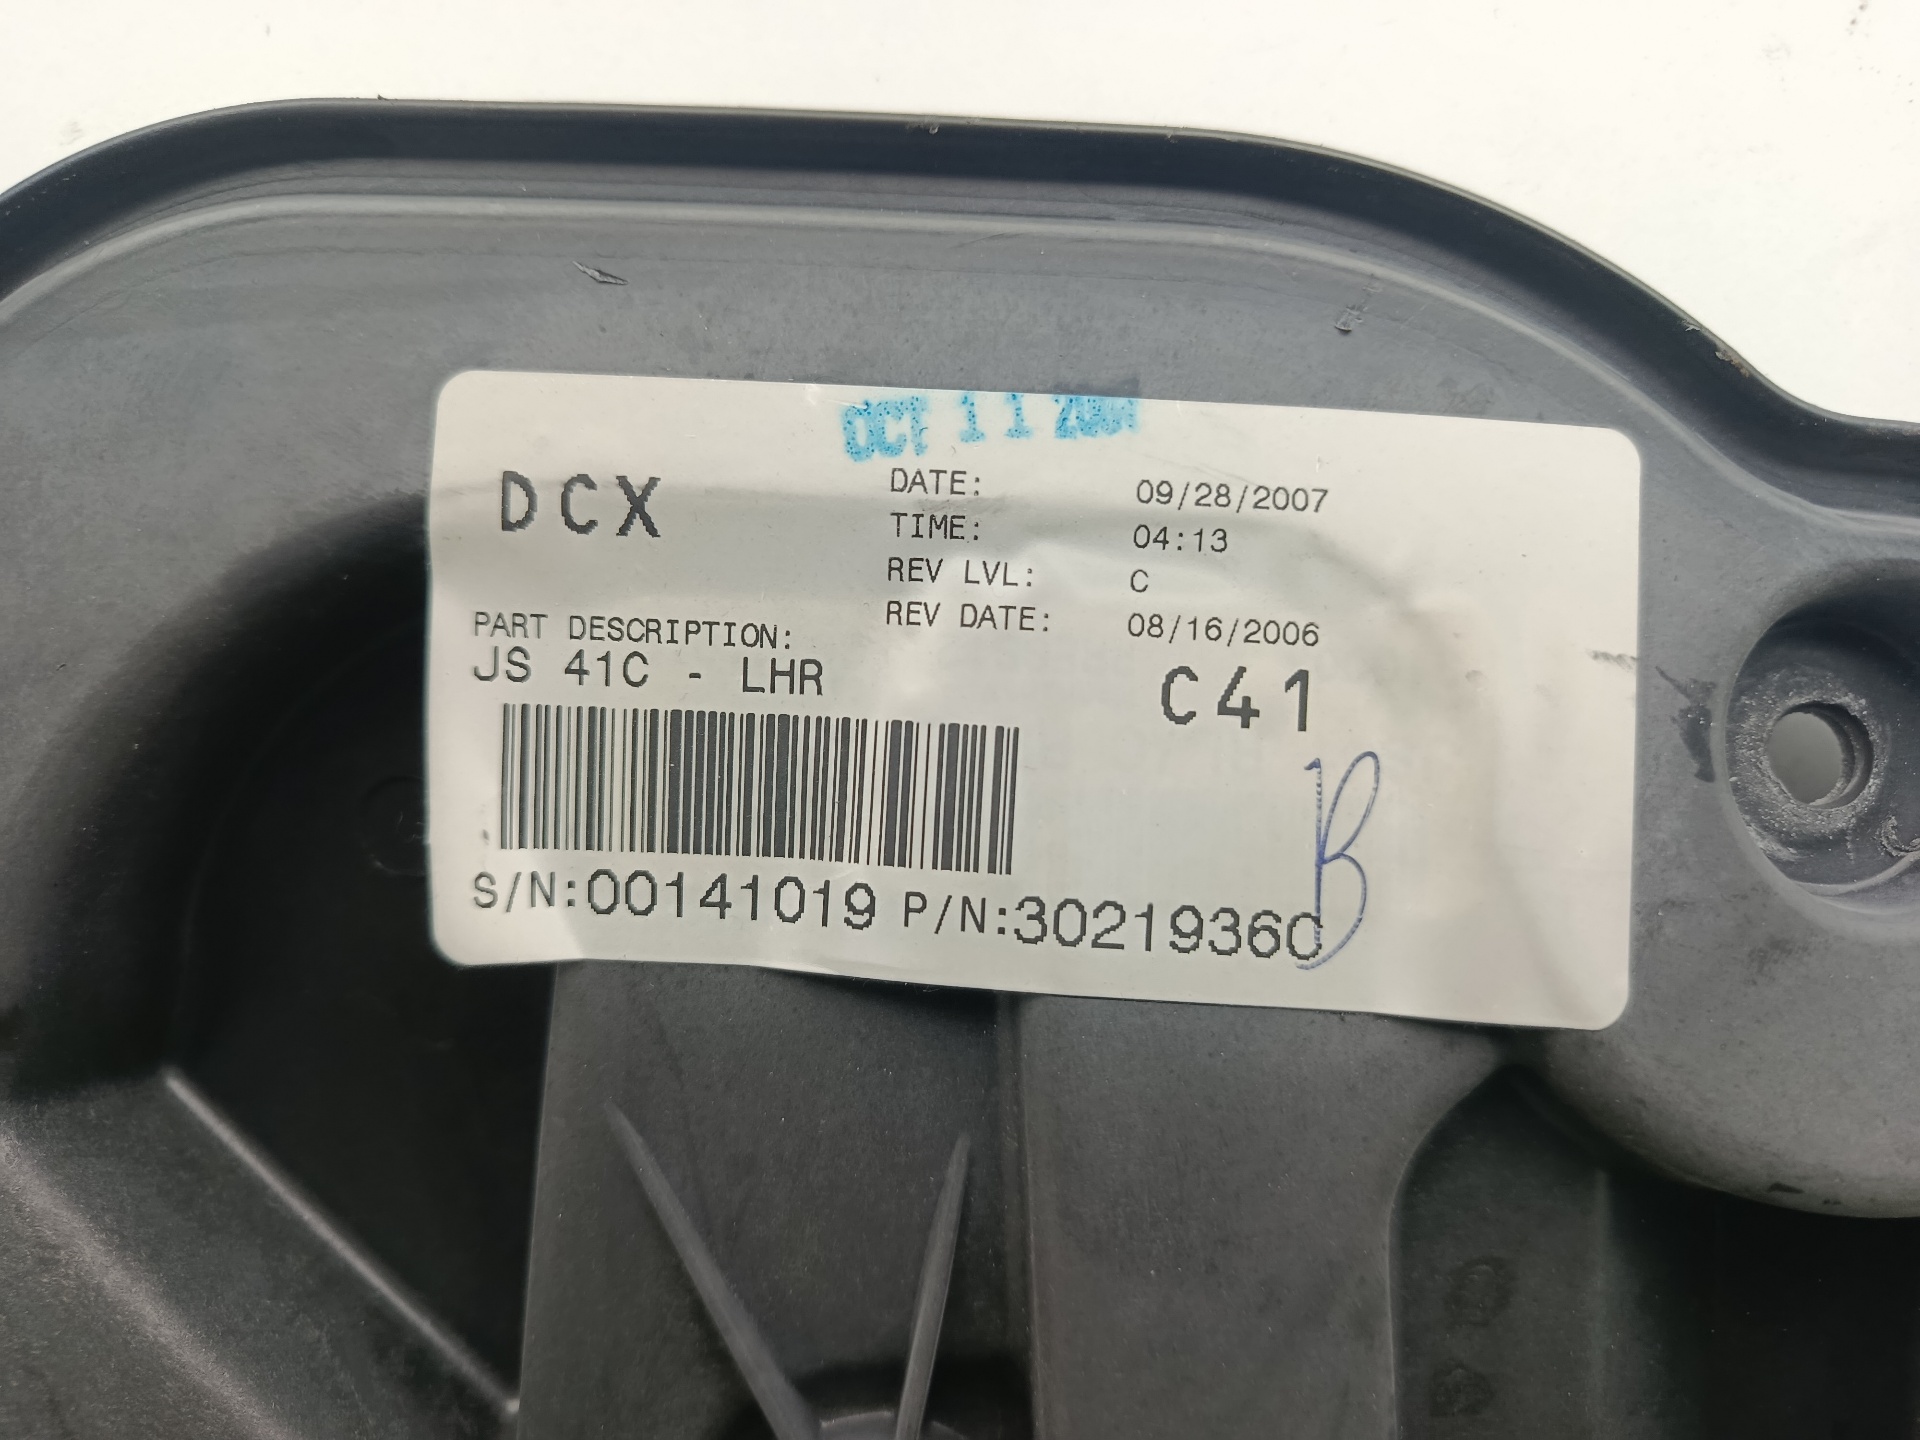 OCT 1 1 2007
DCX
DATE: 09/28/2007
TIME: 04:13
REV LVL: C
REV DATE: 08/16/2006
PART DESCRIPTION:
JS 41C - LHR
C41
B
S/N:00141019 P/N:30219360